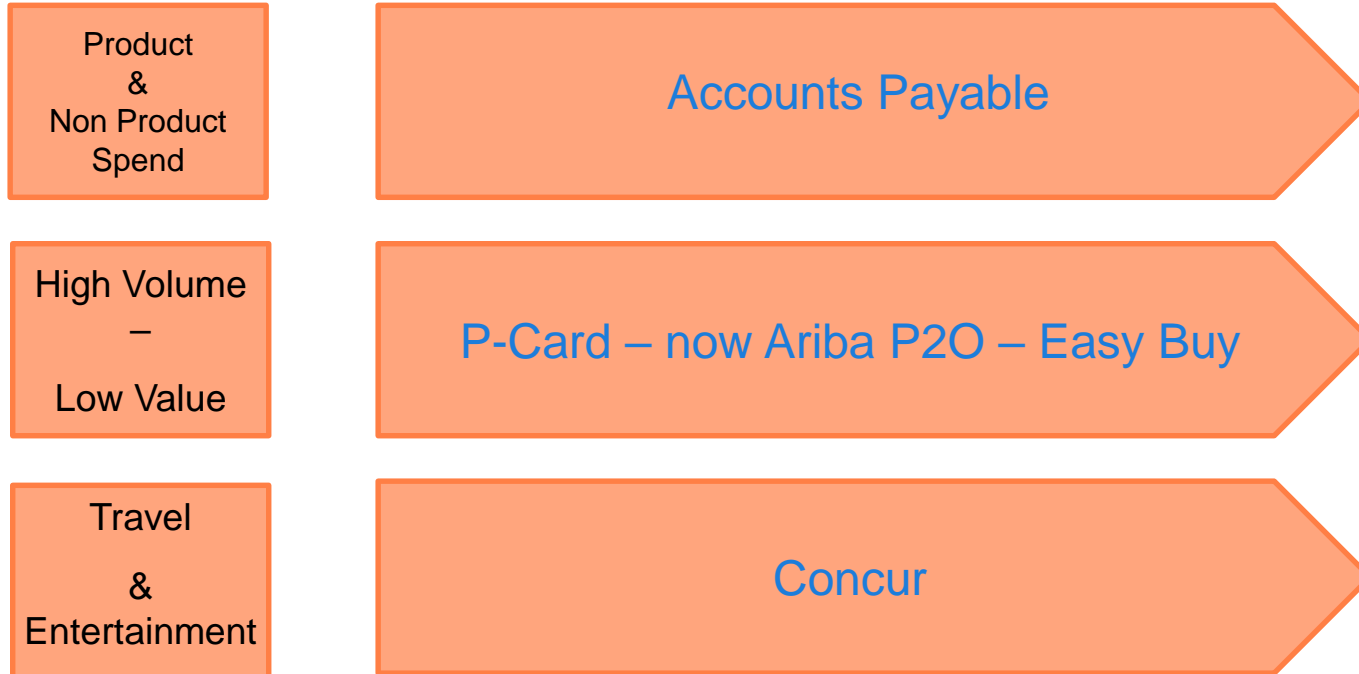 Product
&
Non Product
Spend
Accounts Payable
High Volume
–
Low Value
P-Card – now Ariba P2O – Easy Buy
Travel
&
Entertainment
Concur